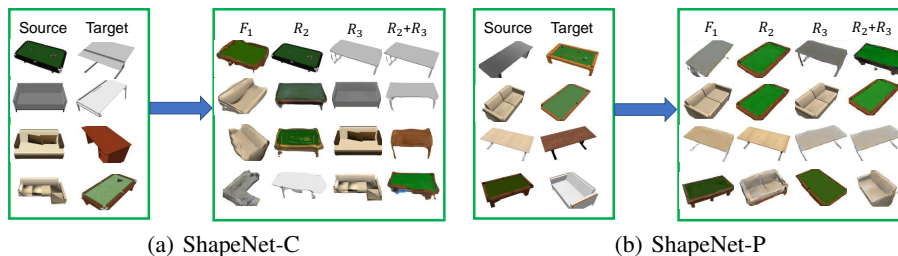 Source Target F₁ R₂ R₃ R₂+R₃
Source Target F₁ R₂ R₃ R₂+R₃
(a) ShapeNet-C
(b) ShapeNet-P